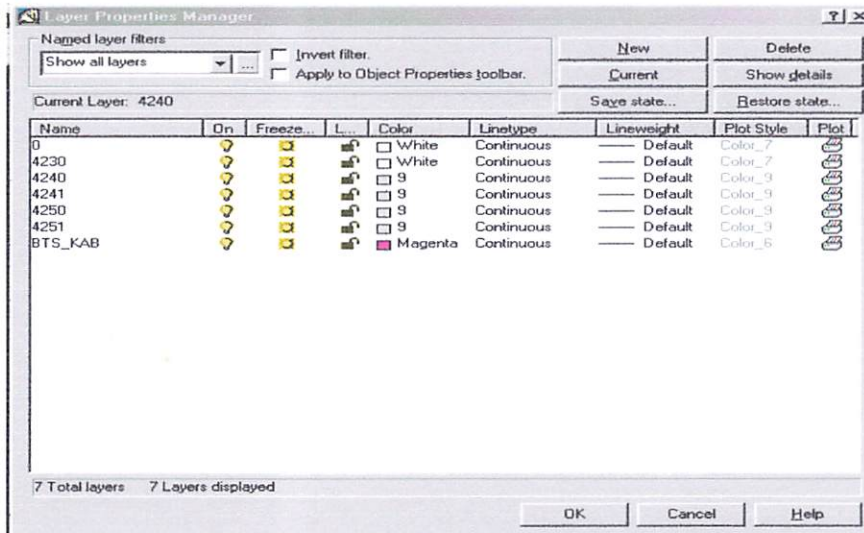 Layer Properties Manager
Named layer filters
Show all layers
...
Invert filter.
Apply to Object Properties toolbar.
New
Delete
Current
Show details
Current Layer: 4240
Save state...
Restore state...
Name On Freeze... L... Color Linetype Lineweight Plot Style Plot
0 White Continuous Default Color_7
4230 White Continuous Default Color_7
4240 9 Continuous Default Color_9
4241 9 Continuous Default Color_9
4250 9 Continuous Default Color_9
4251 9 Continuous Default Color_9
BTS_KAB Magenta Continuous Default Color_6
7 Total layers 7 Layers displayed
OK Cancel Help